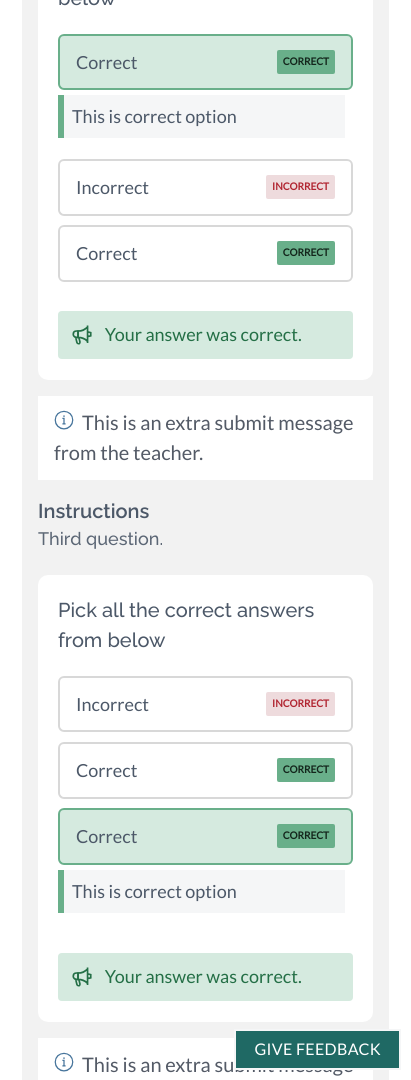 below
Correct CORRECT
This is correct option
Incorrect INCORRECT
Correct CORRECT
Your answer was correct.
This is an extra submit message
from the teacher.
Instructions
Third question.
Pick all the correct answers
from below
Incorrect INCORRECT
Correct CORRECT
Correct CORRECT
This is correct option
Your answer was correct.
GIVE FEEDBACK
This is an extra submit message